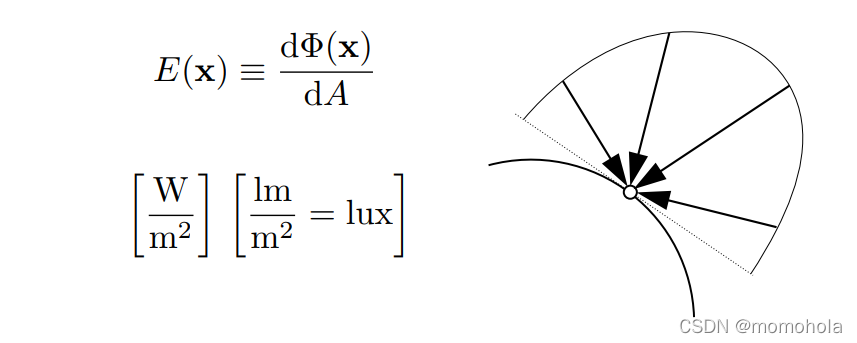 E(x) ≡ dΦ(x) / dA
[W / m²] [lm / m² = lux]
CSDN @momohola